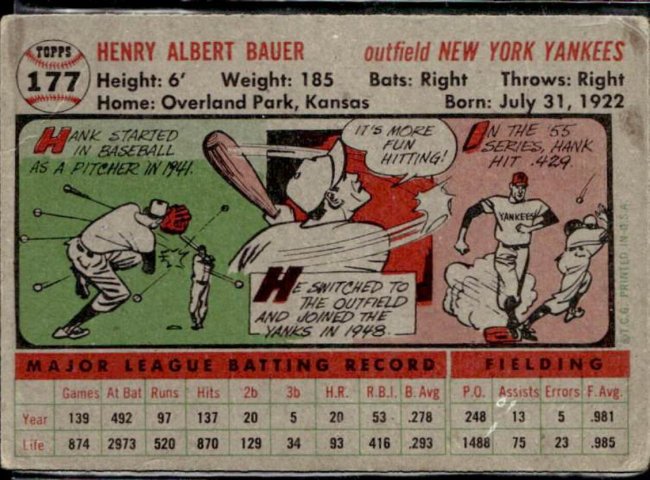 TOPPS
177
HENRY ALBERT BAUER outfield NEW YORK YANKEES
Height: 6' Weight: 185 Bats: Right Throws: Right
Home: Overland Park, Kansas Born: July 31, 1922
HANK STARTED
IN BASEBALL
AS A PITCHER IN 1941.
IT'S MORE
FUN
HITTING!
HE SWITCHED TO
THE OUTFIELD
AND JOINED THE
YANKS IN 1948.
IN THE '55
SERIES, HANK
HIT .429.
YANKEES
©T.C.G. PRINTED IN U.S.A.
MAJOR LEAGUE BATTING RECORD FIELDING
Games At Bat Runs Hits 2b 3b H.R. R.B.I. B. Avg P.O. Assists Errors F. Avg.
Year 139 492 97 137 20 5 20 53 .278 248 13 5 .981
Life 874 2973 520 870 129 34 93 416 .293 1488 75 23 .985